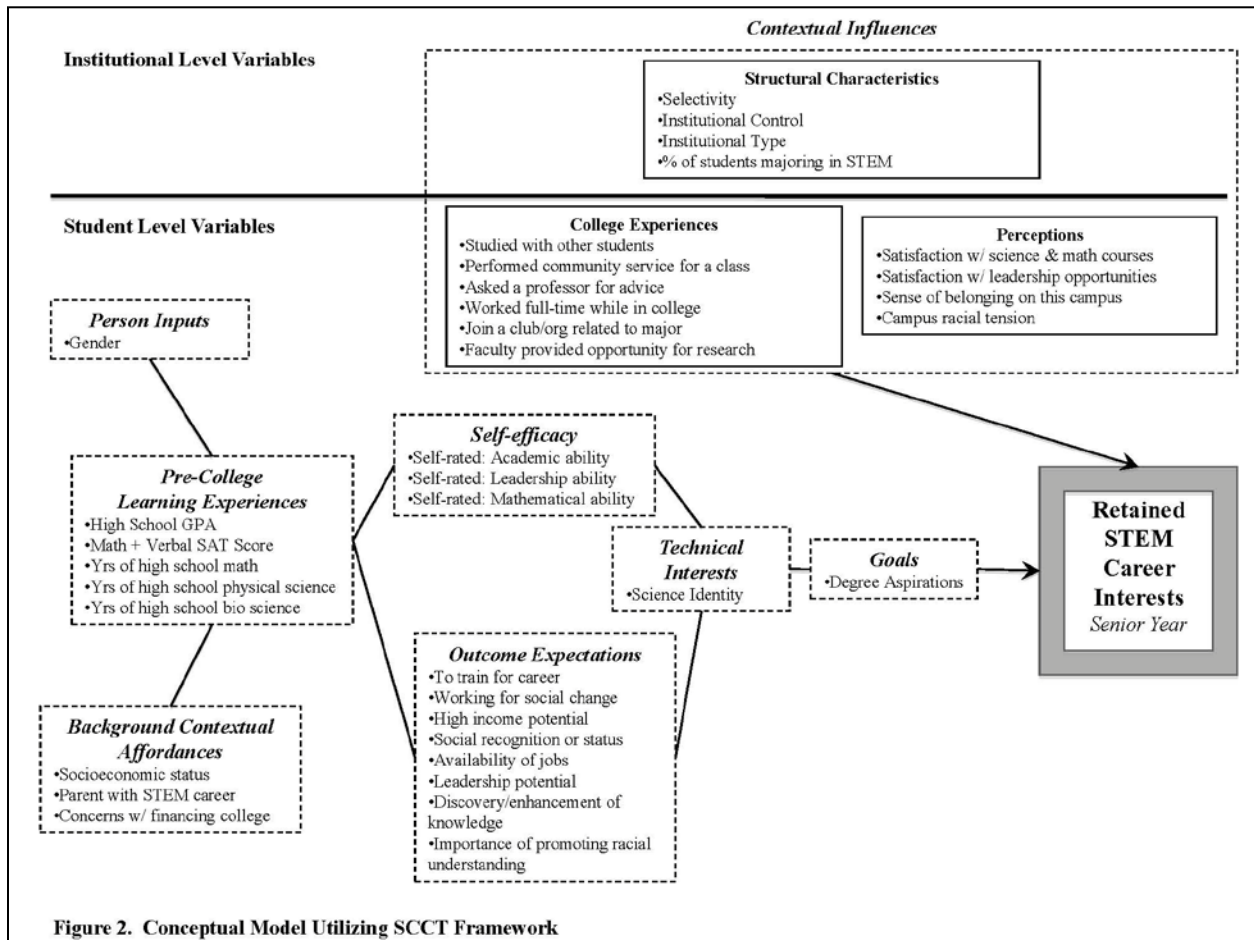 Contextual Influences
Institutional Level Variables
Structural Characteristics
•Selectivity
•Institutional Control
•Institutional Type
•% of students majoring in STEM
Student Level Variables
College Experiences
•Studied with other students
•Performed community service for a class
•Asked a professor for advice
•Worked full-time while in college
•Join a club/org related to major
•Faculty provided opportunity for research
Perceptions
•Satisfaction w/ science & math courses
•Satisfaction w/ leadership opportunities
•Sense of belonging on this campus
•Campus racial tension
Person Inputs
•Gender
Pre-College
Learning Experiences
•High School GPA
•Math + Verbal SAT Score
•Yrs of high school math
•Yrs of high school physical science
•Yrs of high school bio science
Background Contextual
Affordances
•Socioeconomic status
•Parent with STEM career
•Concerns w/ financing college
Self-efficacy
•Self-rated: Academic ability
•Self-rated: Leadership ability
•Self-rated: Mathematical ability
Outcome Expectations
•To train for career
•Working for social change
•High income potential
•Social recognition or status
•Availability of jobs
•Leadership potential
•Discovery/enhancement of
knowledge
•Importance of promoting racial
understanding
Technical
Interests
•Science Identity
Goals
•Degree Aspirations
Retained
STEM
Career
Interests
Senior Year
Figure 2. Conceptual Model Utilizing SCCT Framework